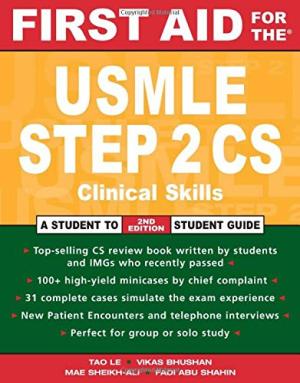 FIRST AID FOR THE®
USMLE
STEP 2 CS
Clinical Skills
A STUDENT TO 2ND EDITION STUDENT GUIDE
Top-selling CS review book written by students
and IMGs who recently passed
100+ high-yield minicases by chief complaint
31 complete cases simulate the exam experience
New Patient Encounters and telephone interviews
Perfect for group or solo study
TAO LE • VIKAS BHUSHAN
MAE SHEIKH-ALI • FADI ABU SHAHIN